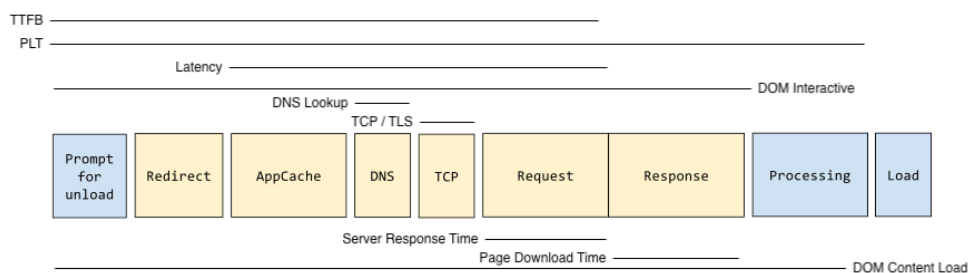 TTFB
PLT
Latency
DOM Interactive
DNS Lookup
TCP / TLS
Prompt
for
unload
Redirect
AppCache
DNS
TCP
Request
Response
Processing
Load
Server Response Time
Page Download Time
DOM Content Load